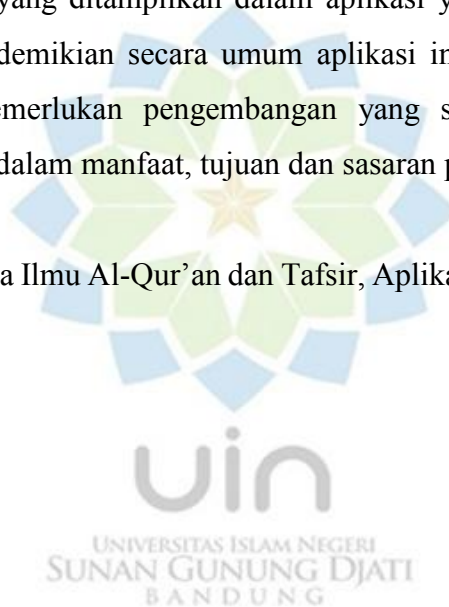 yang ditampilkan dalam aplikasi y
demikian secara umum aplikasi in
emerlukan pengembangan yang s
dalam manfaat, tujuan dan sasaran p
a Ilmu Al-Qur’an dan Tafsir, Aplika
uin
UNIVERSITAS ISLAM NEGERI
SUNAN GUNUNG DJATI
BANDUNG